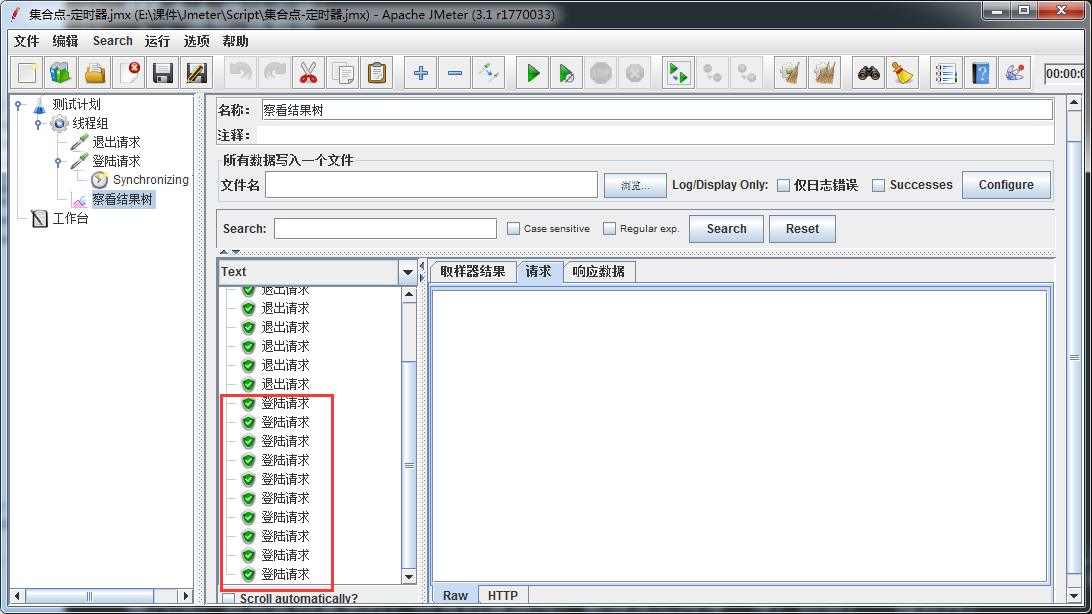 集合点-定时器.jmx (E:\课件\Jmeter\Script\集合点-定时器.jmx) - Apache JMeter (3.1 r1770033)
文件 编辑 Search 运行 选项 帮助
STOP
00:00:0
测试计划
线程组
退出请求
登陆请求
Synchronizing
察看结果树
工作台
名称： 察看结果树
注释：
所有数据写入一个文件
文件名 浏览... Log/Display Only: 仅日志错误 Successes Configure
Search: Case sensitive Regular exp. Search Reset
Text
退出请求
退出请求
退出请求
退出请求
退出请求
退出请求
登陆请求
登陆请求
登陆请求
登陆请求
登陆请求
登陆请求
登陆请求
登陆请求
登陆请求
登陆请求
Scroll automatically?
取样器结果 请求 响应数据
Raw HTTP